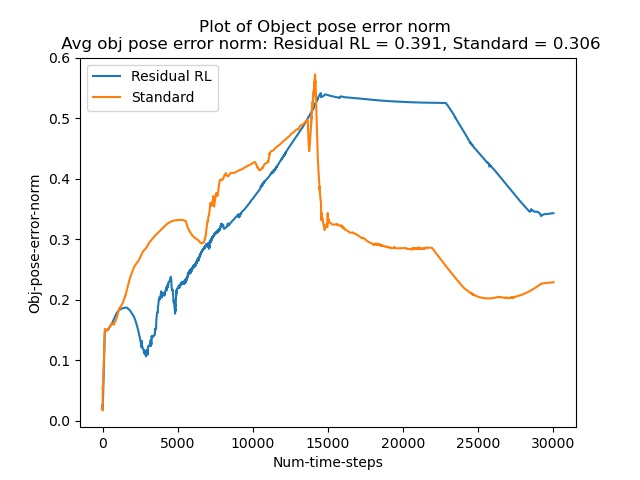 Plot of Object pose error norm
Avg obj pose error norm: Residual RL = 0.391, Standard = 0.306
Residual RL
Standard
0.6
0.5
0.4
0.3
0.2
0.1
0.0
Obj-pose-error-norm
0 5000 10000 15000 20000 25000 30000
Num-time-steps